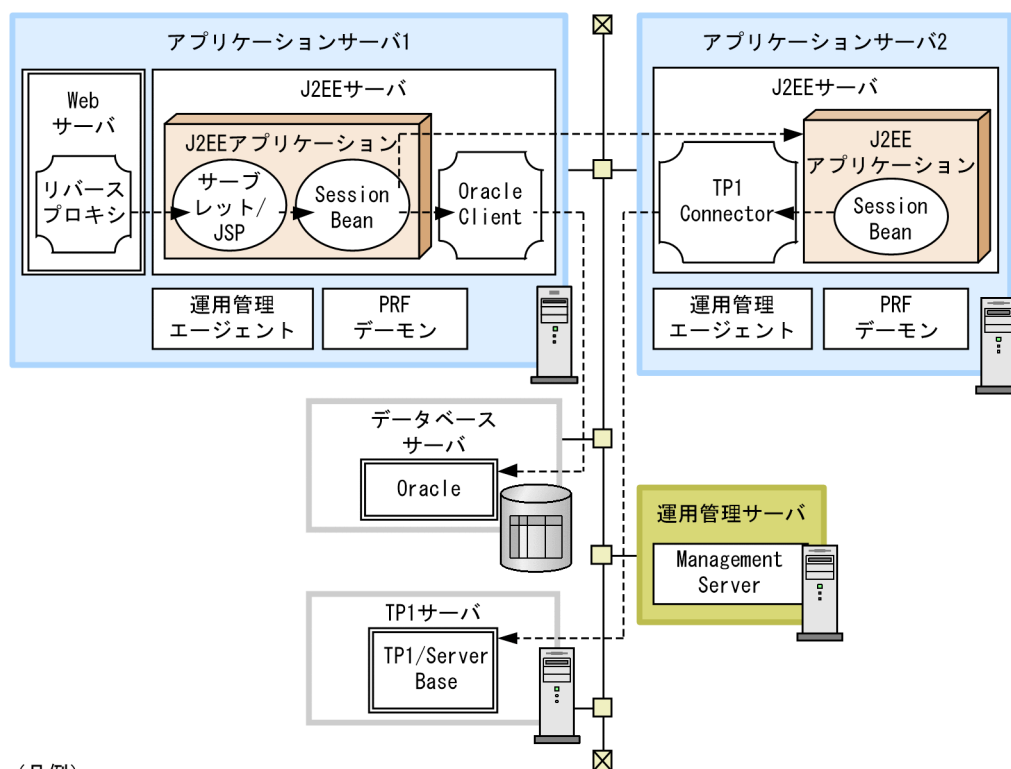 アプリケーションサーバ1
Web
サーバ
リバース
プロキシ
J2EEサーバ
J2EEアプリケーション
サーブ
レット/
JSP
Session
Bean
Oracle
Client
運用管理
エージェント
PRF
デーモン
アプリケーションサーバ2
J2EEサーバ
TP1
Connector
J2EE
アプリケーション
Session
Bean
運用管理
エージェント
PRF
デーモン
データベース
サーバ
Oracle
運用管理サーバ
Management
Server
TP1サーバ
TP1/Server
Base